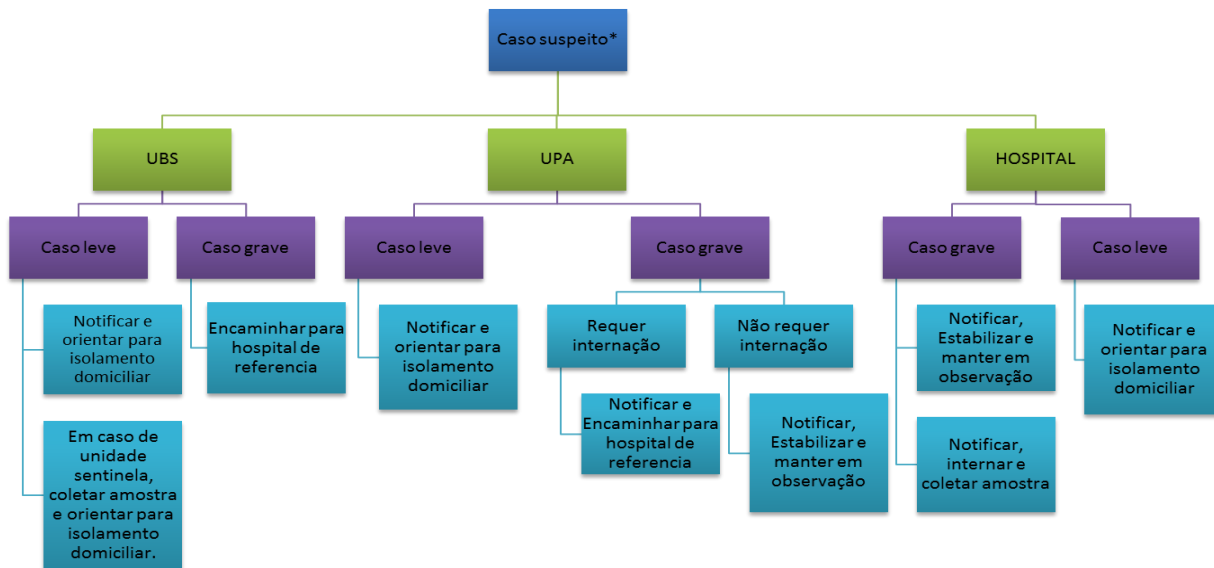 Caso suspeito*
UBS
UPA
HOSPITAL
Caso leve
Caso grave
Caso leve
Caso grave
Caso grave
Caso leve
Notificar e
orientar para
isolamento
domiciliar
Em caso de
unidade
sentinela,
coletar amostra
e orientar para
isolamento
domiciliar.
Encaminhar para
hospital de
referencia
Notificar e
orientar para
isolamento
domiciliar
Requer
internação
Notificar e
Encaminhar para
hospital de
referencia
Não requer
internação
Notificar,
Estabilizar e
manter em
observação
Notificar,
Estabilizar e
manter em
observação
Notificar,
internar e
coletar amostra
Notificar e
orientar para
isolamento
domiciliar